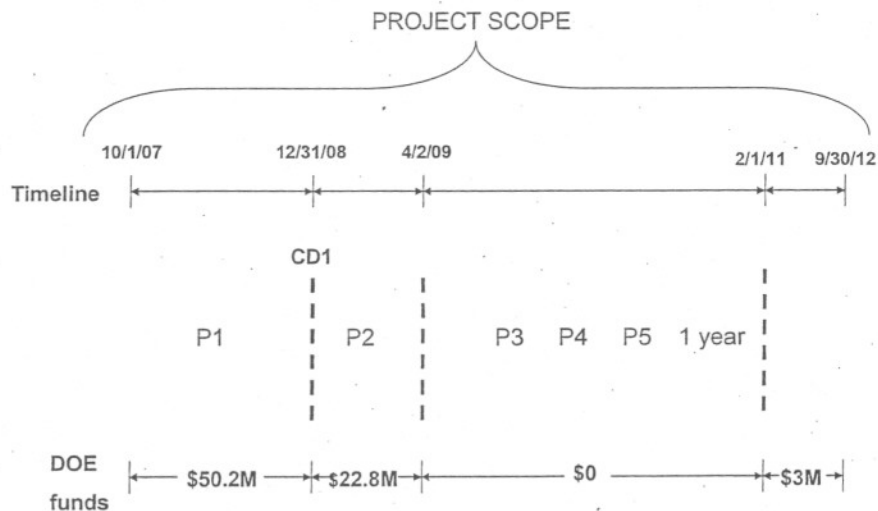 PROJECT SCOPE
10/1/07 12/31/08 4/2/09 2/1/11 9/30/12
Timeline
CD1
P1 P2 P3 P4 P5 1 year
DOE funds
$50.2M $22.8M $0 $3M